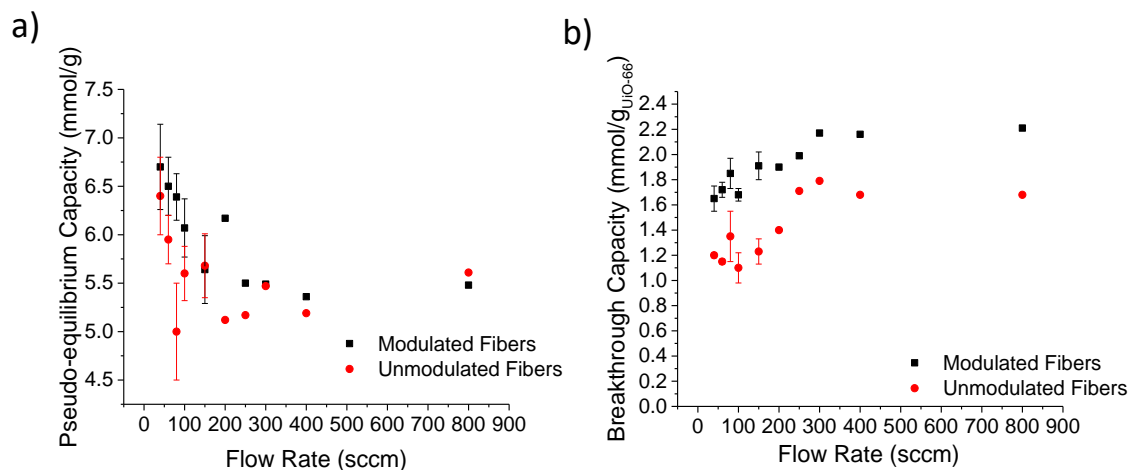 a)
Pseudo-equilibrium Capacity (mmol/g)
7.5
7.0
6.5
6.0
5.5
5.0
4.5
Modulated Fibers
Unmodulated Fibers
0 100 200 300 400 500 600 700 800 900
Flow Rate (sccm)
b)
Breakthrough Capacity (mmol/g_UiO-66)
2.4
2.2
2.0
1.8
1.6
1.4
1.2
1.0
0.8
0.6
0.4
0.2
0.0
Modulated Fibers
Unmodulated Fibers
0 100 200 300 400 500 600 700 800 900
Flow Rate (sccm)